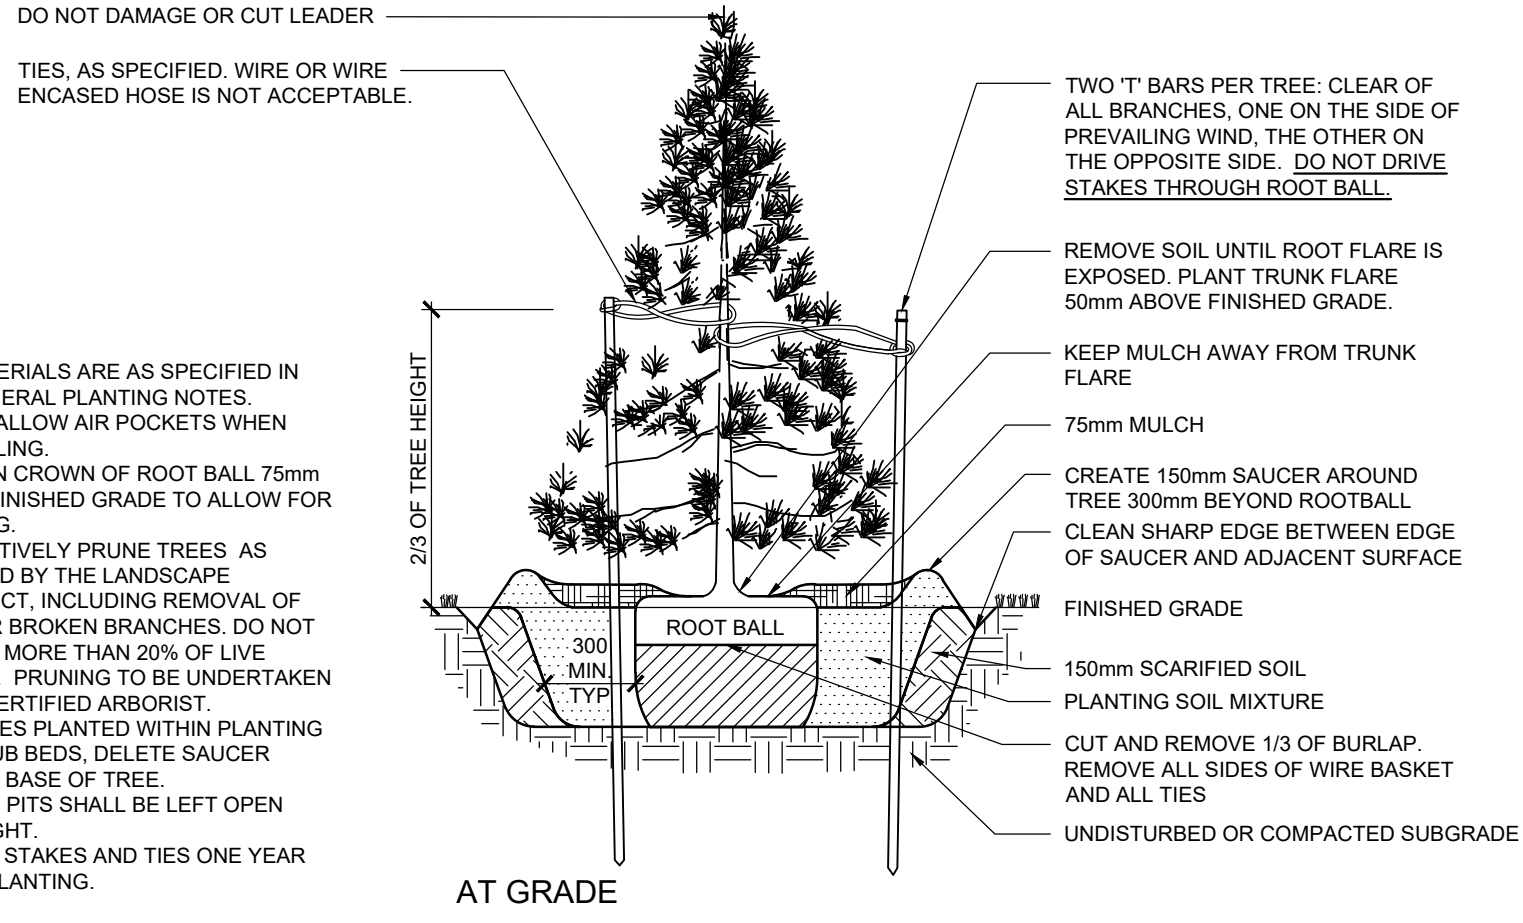 DO NOT DAMAGE OR CUT LEADER
TIES, AS SPECIFIED. WIRE OR WIRE
ENCASED HOSE IS NOT ACCEPTABLE.
ERIALS ARE AS SPECIFIED IN
ERAL PLANTING NOTES.
ALLOW AIR POCKETS WHEN
LING.
N CROWN OF ROOT BALL 75mm
FINISHED GRADE TO ALLOW FOR
G.
TIVELY PRUNE TREES AS
D BY THE LANDSCAPE
CT, INCLUDING REMOVAL OF
R BROKEN BRANCHES. DO NOT
MORE THAN 20% OF LIVE
. PRUNING TO BE UNDERTAKEN
ERTIFIED ARBORIST.
ES PLANTED WITHIN PLANTING
UB BEDS, DELETE SAUCER
BASE OF TREE.
PITS SHALL BE LEFT OPEN
GHT.
STAKES AND TIES ONE YEAR
LANTING.
2/3 OF TREE HEIGHT
300
MIN.
TYP
ROOT BALL
TWO 'T' BARS PER TREE: CLEAR OF
ALL BRANCHES, ONE ON THE SIDE OF
PREVAILING WIND, THE OTHER ON
THE OPPOSITE SIDE. DO NOT DRIVE
STAKES THROUGH ROOT BALL.
REMOVE SOIL UNTIL ROOT FLARE IS
EXPOSED. PLANT TRUNK FLARE
50mm ABOVE FINISHED GRADE.
KEEP MULCH AWAY FROM TRUNK
FLARE
75mm MULCH
CREATE 150mm SAUCER AROUND
TREE 300mm BEYOND ROOTBALL
CLEAN SHARP EDGE BETWEEN EDGE
OF SAUCER AND ADJACENT SURFACE
FINISHED GRADE
150mm SCARIFIED SOIL
PLANTING SOIL MIXTURE
CUT AND REMOVE 1/3 OF BURLAP.
REMOVE ALL SIDES OF WIRE BASKET
AND ALL TIES
UNDISTURBED OR COMPACTED SUBGRADE
AT GRADE